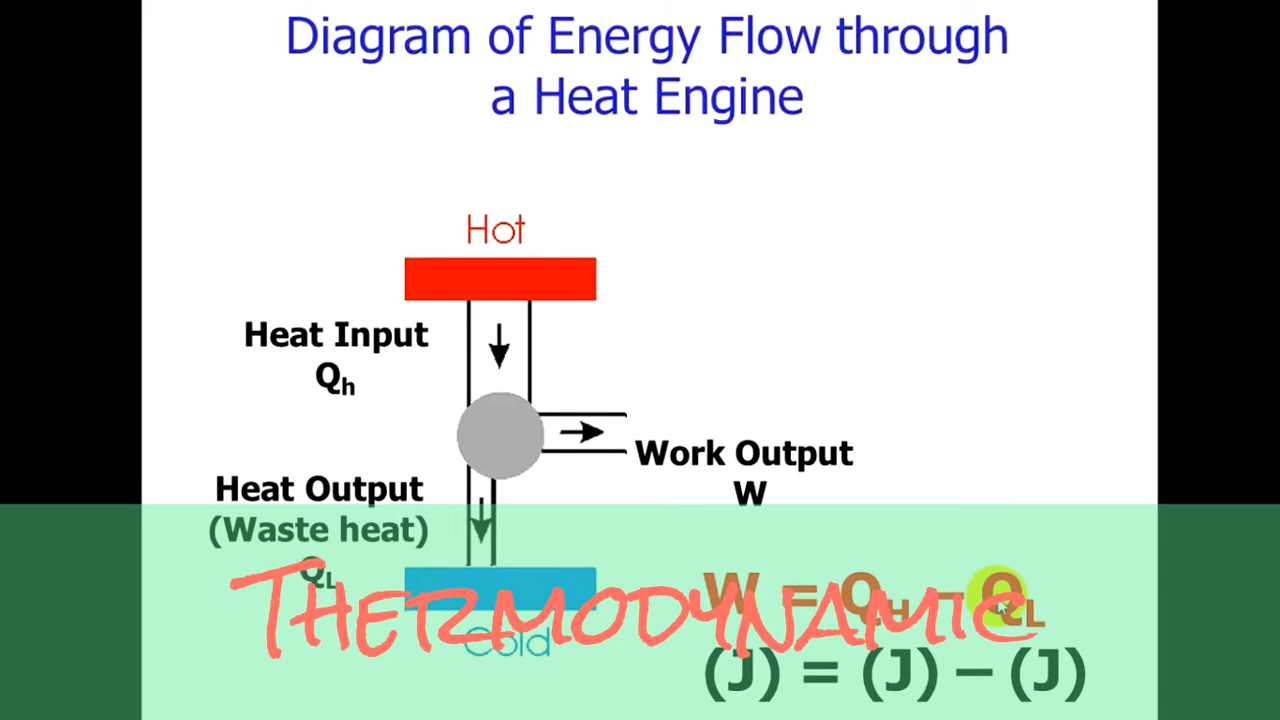 Diagram of Energy Flow through
a Heat Engine
Hot
Heat Input
Qh
Work Output
W
Heat Output
(Waste heat)
QL
Cold
Thermodynamic
W = QH – QL
(J) = (J) – (J)